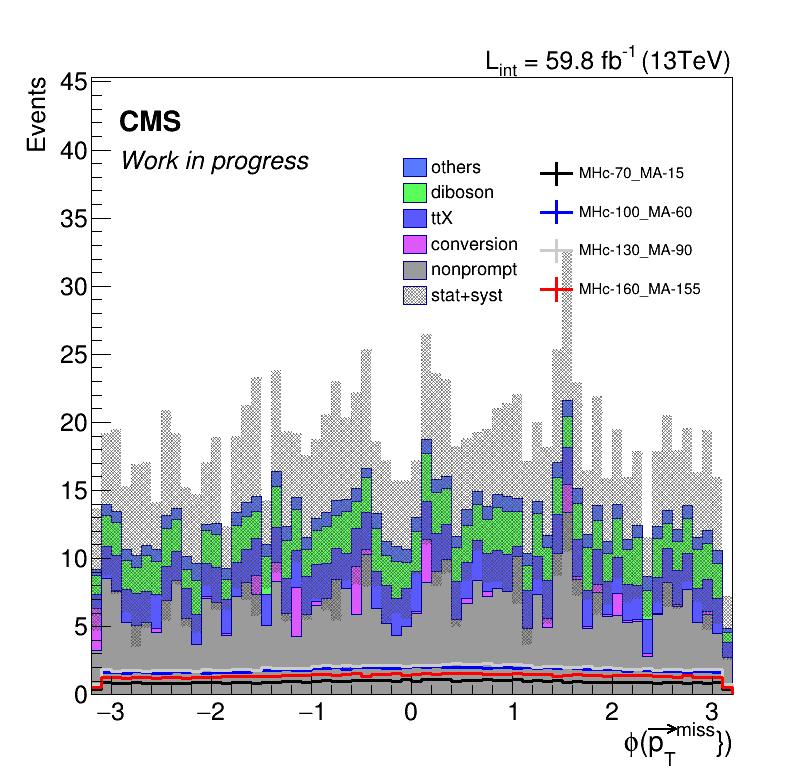 L_int = 59.8 fb^-1 (13TeV)
Events
CMS
Work in progress
others
diboson
ttX
conversion
nonprompt
stat+syst
MHc-70_MA-15
MHc-100_MA-60
MHc-130_MA-90
MHc-160_MA-155
45
40
35
30
25
20
15
10
5
0
−3 −2 −1 0 1 2 3
ϕ(p_T^miss})